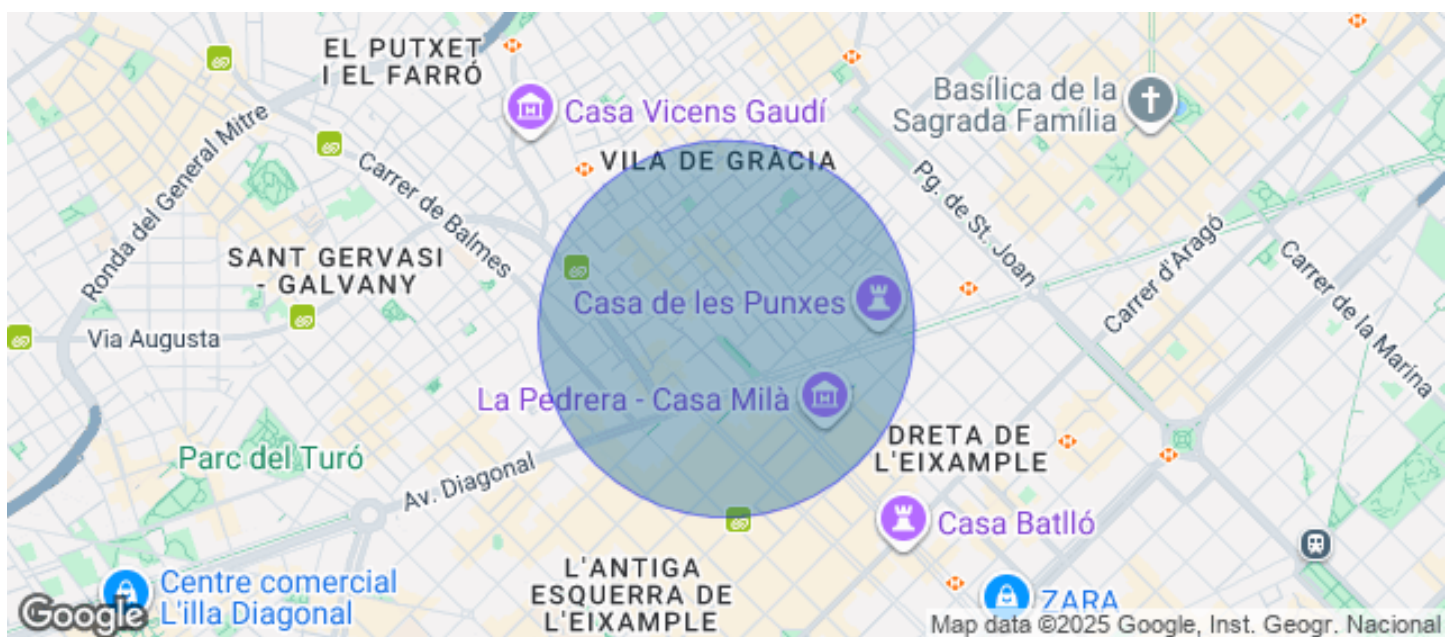 EL PUTXET
I EL FARRÓ
Casa Vicens Gaudí
Basílica de la
Sagrada Família
Ronda del General Mitre
Carrer de Balmes
VILA DE GRÀCIA
Pg. de St. Joan
SANT GERVASI
- GALVANY
Carrer d'Aragó
Carrer de la Marina
Casa de les Punxes
Via Augusta
La Pedrera - Casa Milà
DRETA DE
L'EIXAMPLE
Parc del Turó
Av. Diagonal
Casa Batlló
L'ANTIGA
ESQUERRA DE
L'EIXAMPLE
Centre comercial
L'illa Diagonal
ZARA
Google
Map data ©2025 Google, Inst. Geogr. Nacional